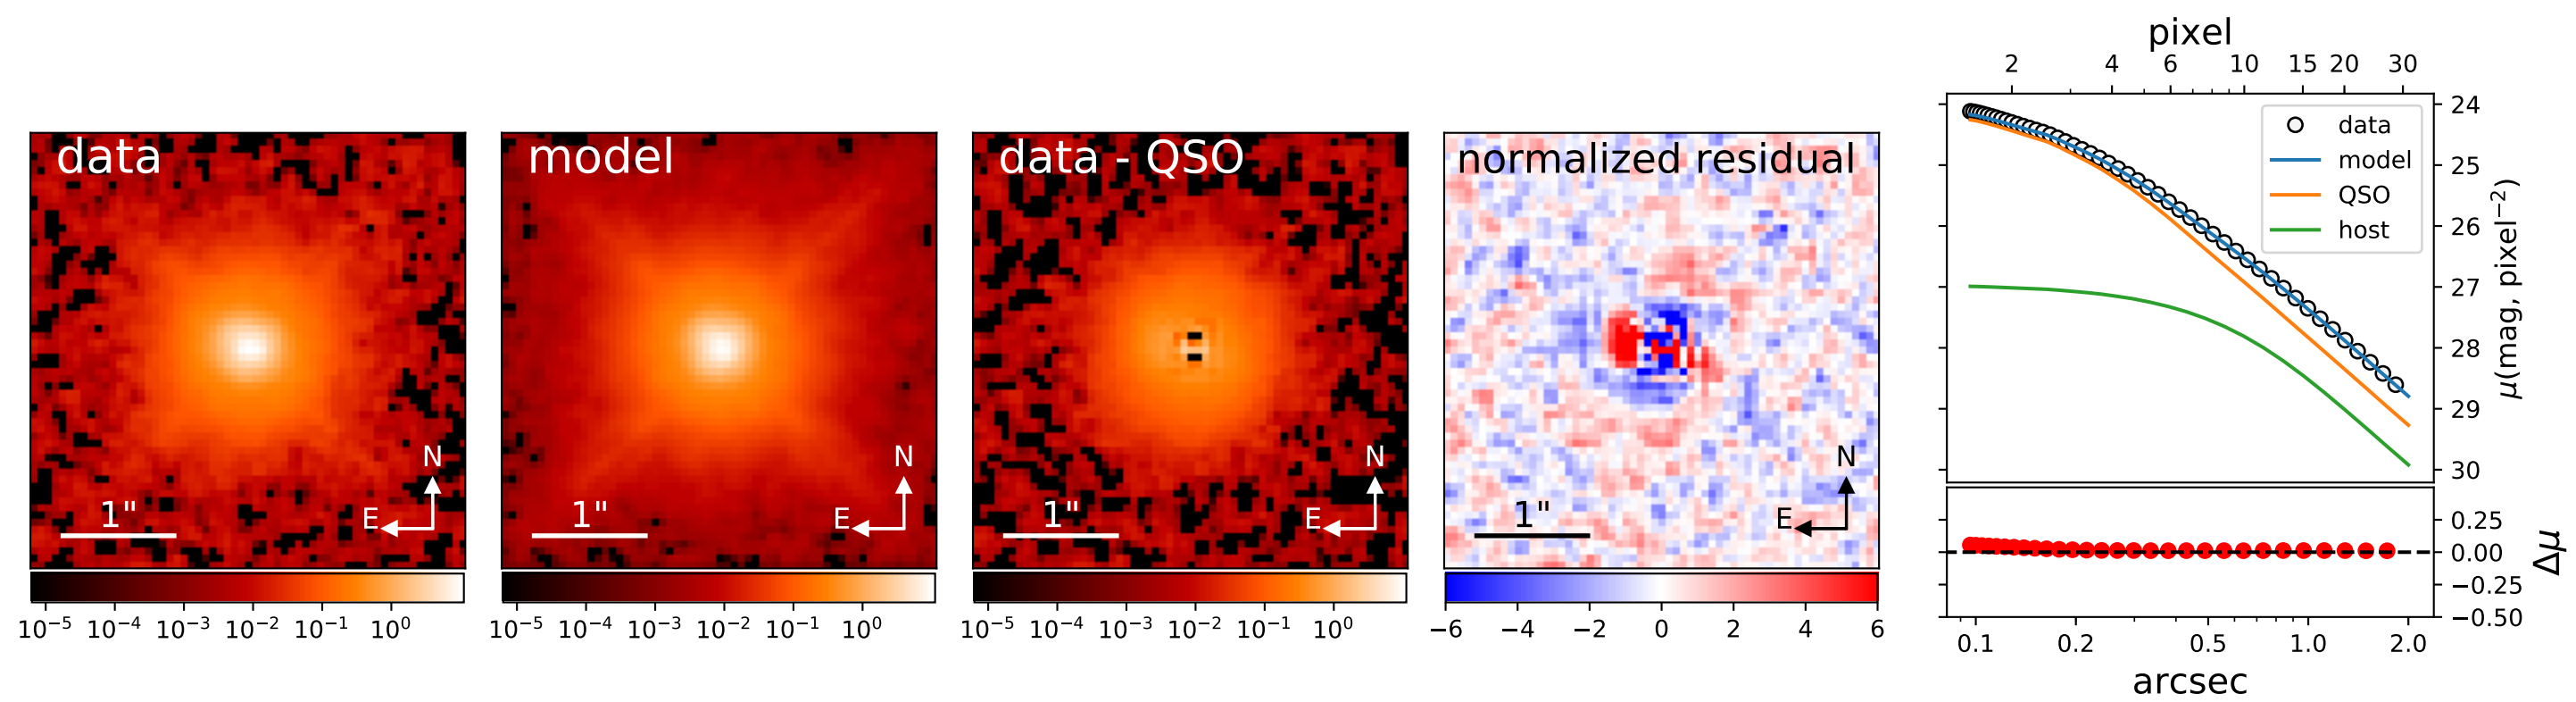 data
N
E
1"
10⁻⁵ 10⁻⁴ 10⁻³ 10⁻² 10⁻¹ 10⁰
model
N
E
1"
10⁻⁵ 10⁻⁴ 10⁻³ 10⁻² 10⁻¹ 10⁰
data - QSO
N
E
1"
10⁻⁵ 10⁻⁴ 10⁻³ 10⁻² 10⁻¹ 10⁰
normalized residual
N
E
1"
−6 −4 −2 0 2 4 6
pixel
2 4 6 10 15 20 30
data
model
QSO
host
24
25
26
27
28
29
30
μ(mag, pixel⁻²)
0.25
0.00
−0.25
−0.50
Δμ
0.1 0.2 0.5 1.0 2.0
arcsec